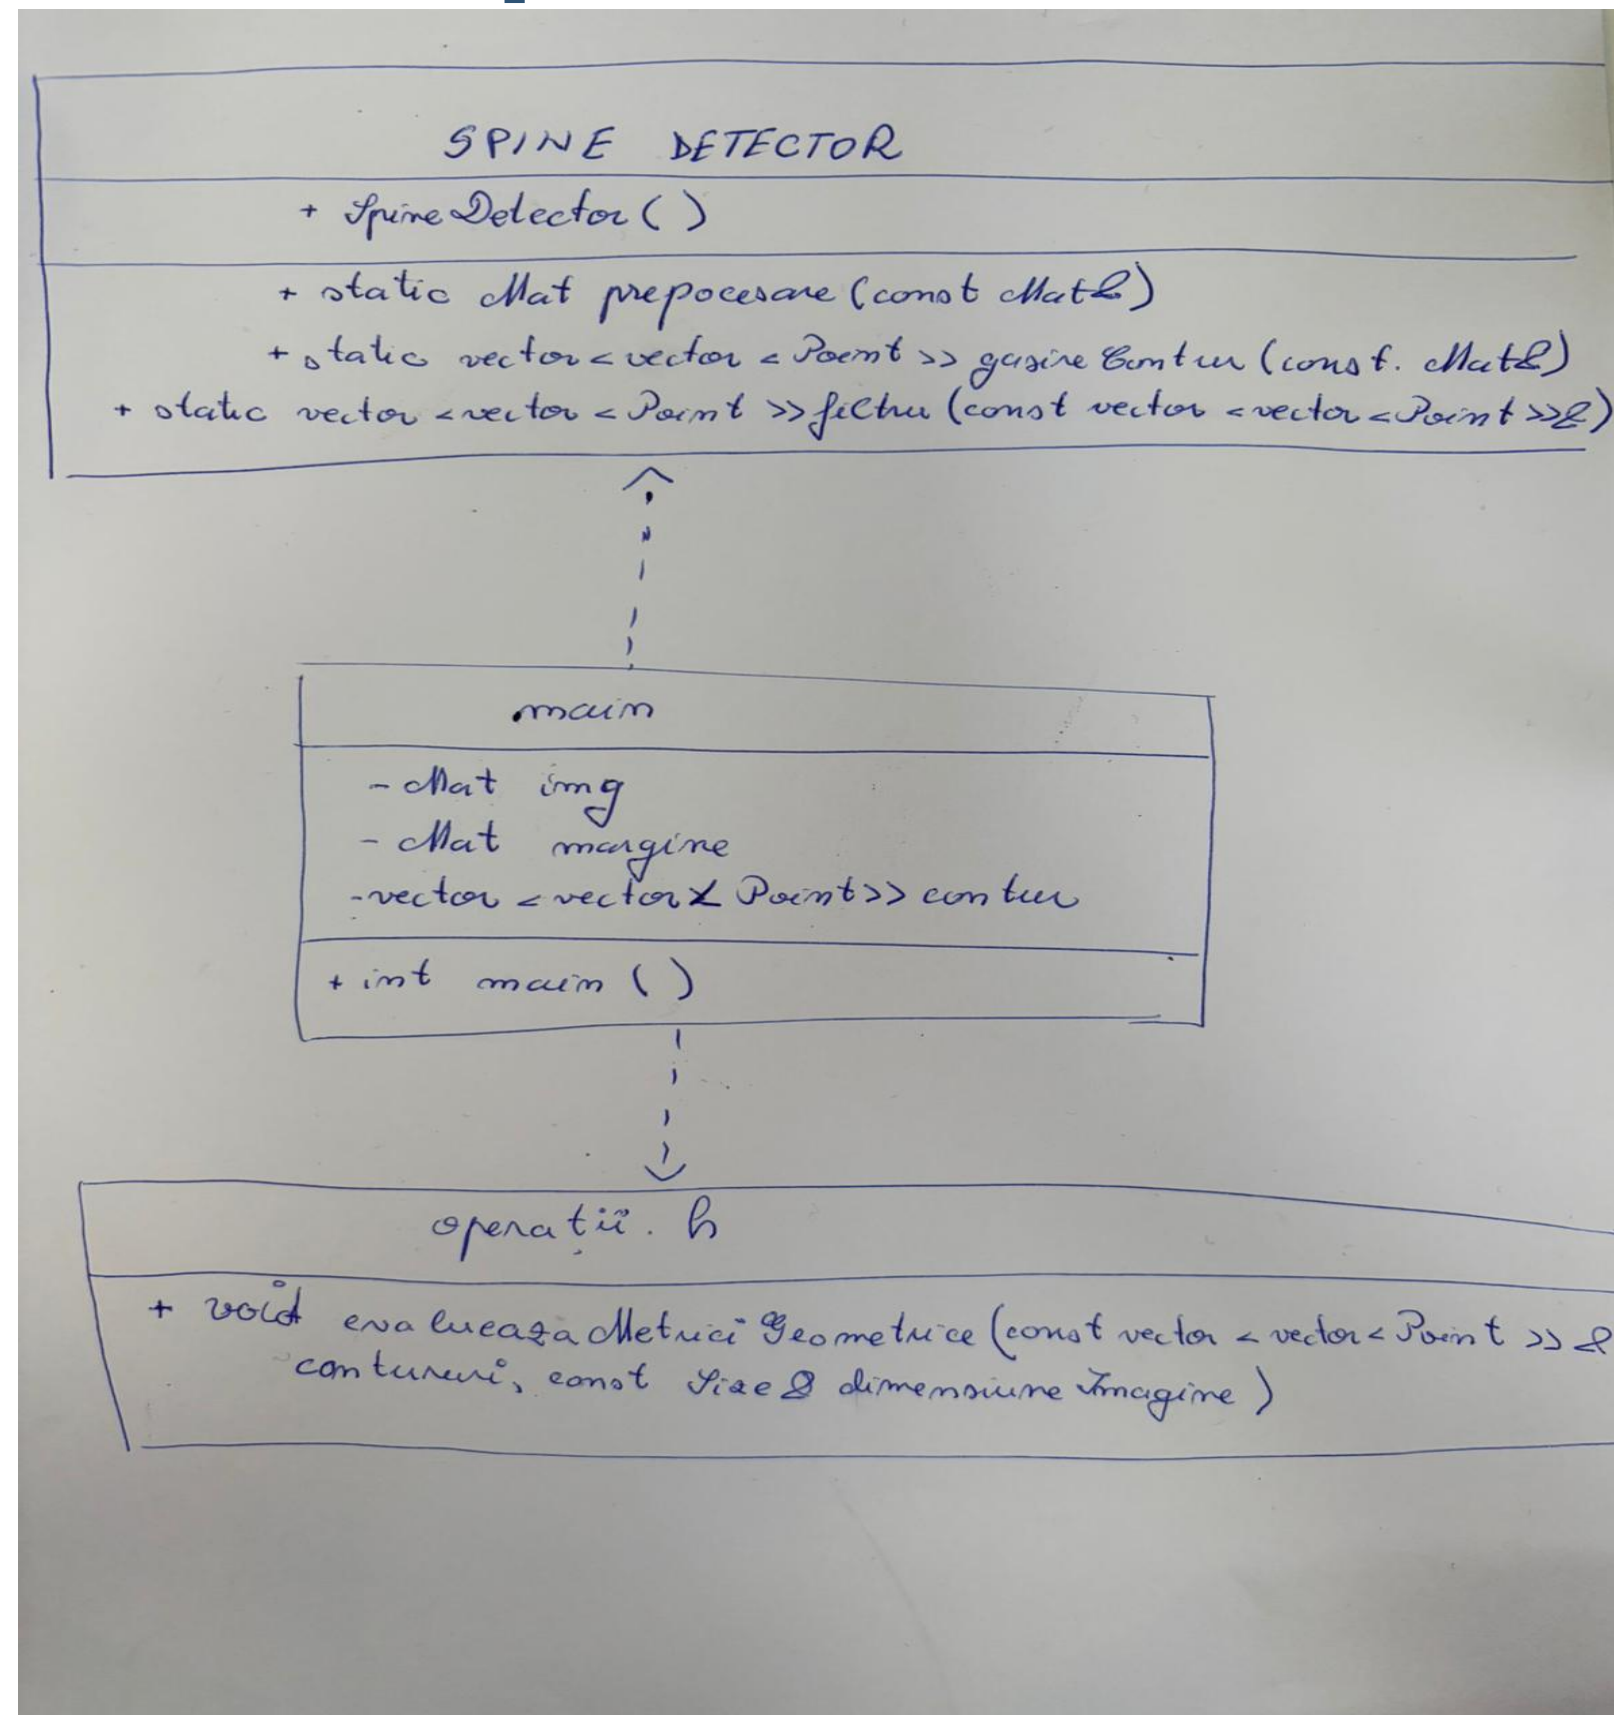 SPINE DETECTOR
+ SpineDetector ( )
+ static Mat prepocesare (const Mat&)
+ static vector < vector < Point >> gasire Contur (const. Mat&)
+ static vector < vector < Point >> filtru (const vector < vector < Point >>&)
main
- Mat img
- Mat margine
- vector < vector < Point >> contur
+ int main ( )
operații. h
+ void evalueaza Metrici Geometrice (const vector < vector < Point >> &
contururi, const Size & dimensiune Imagine )